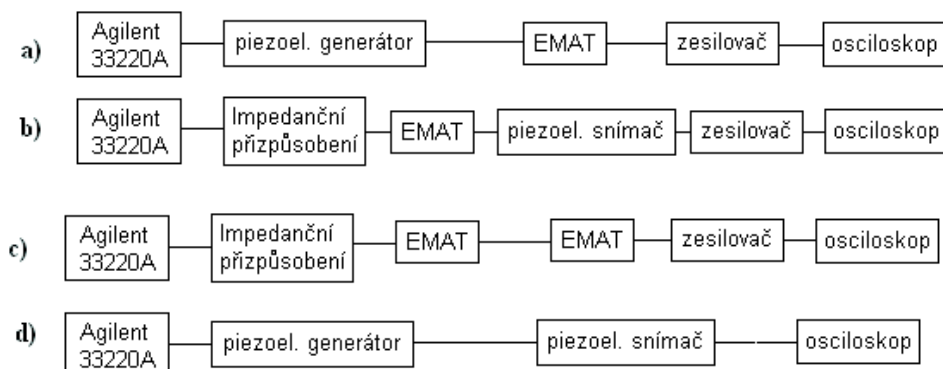 a)
Agilent
33220A
piezoel. generátor
EMAT
zesilovač
osciloskop
b)
Agilent
33220A
Impedanční
přizpůsobení
EMAT
piezoel. snímač
zesilovač
osciloskop
c)
Agilent
33220A
Impedanční
přizpůsobení
EMAT
EMAT
zesilovač
osciloskop
d)
Agilent
33220A
piezoel. generátor
piezoel. snímač
osciloskop